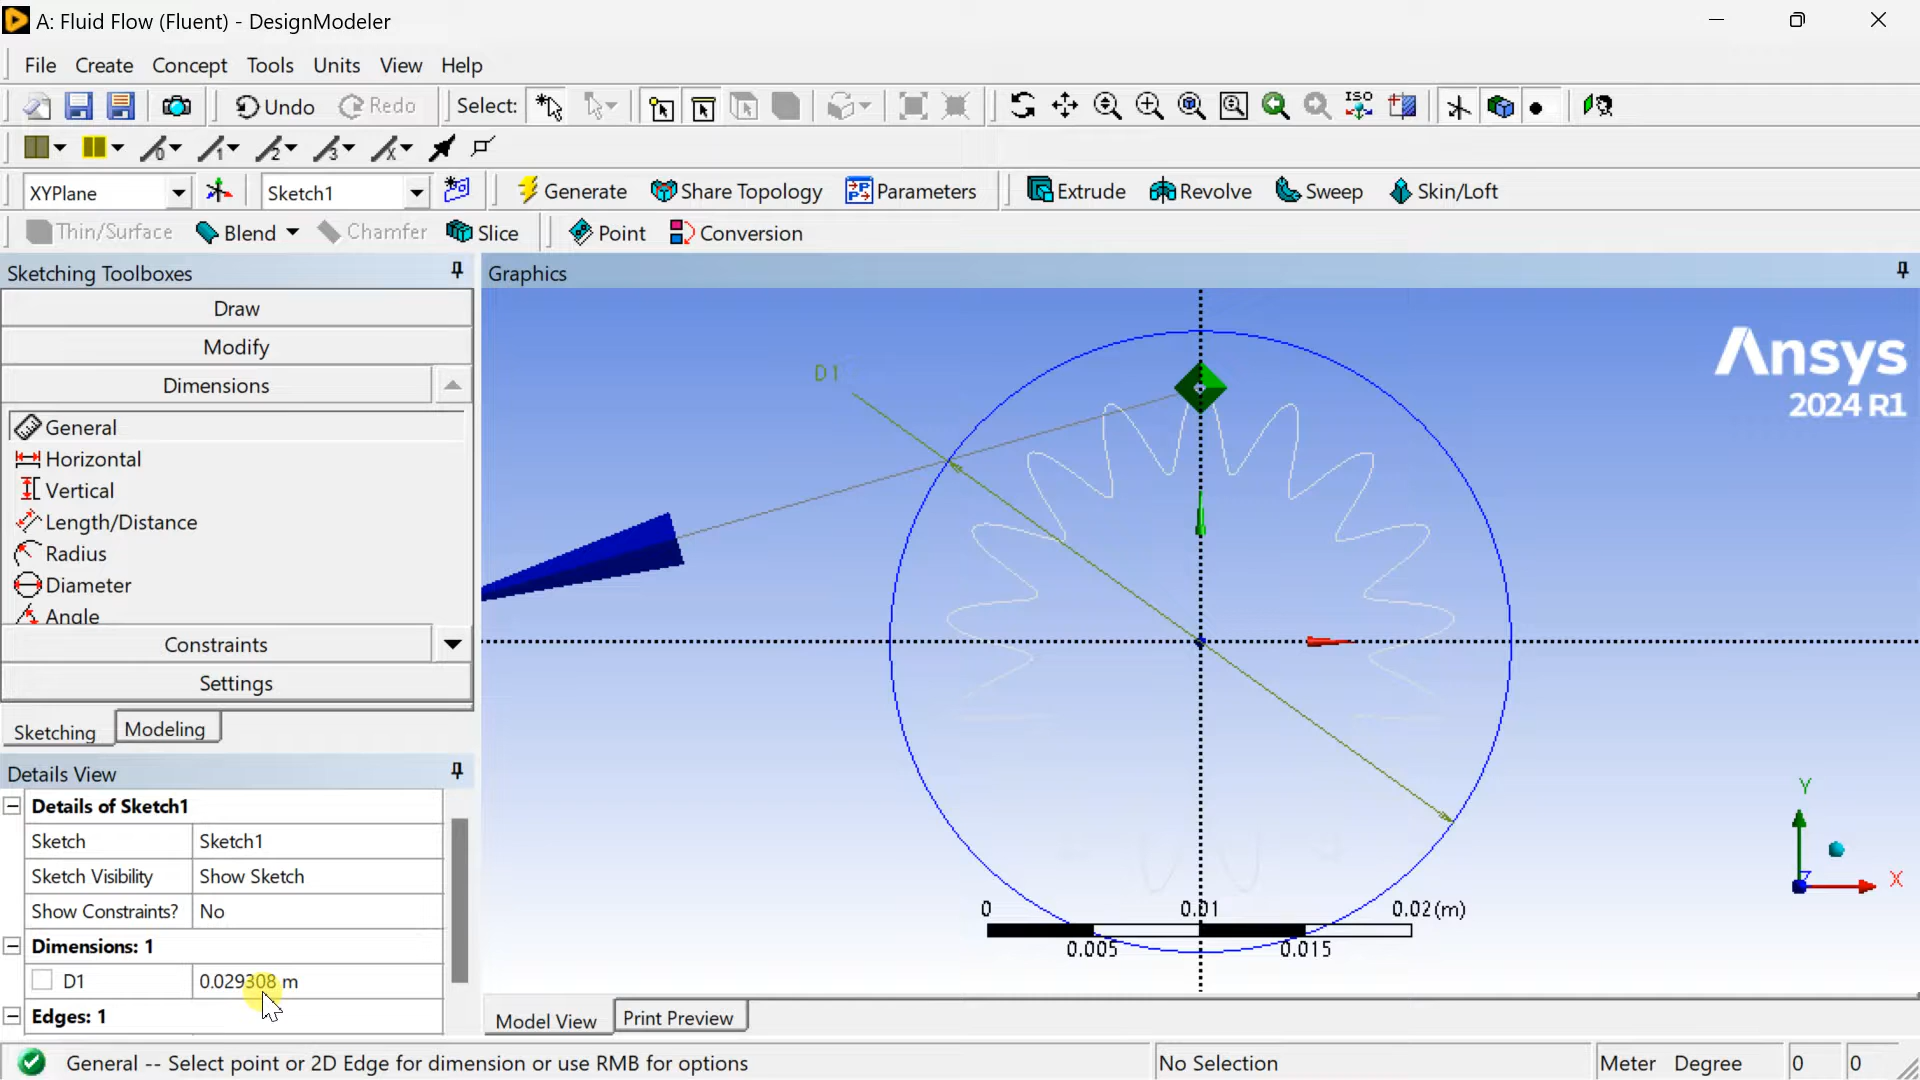 A: Fluid Flow (Fluent) - DesignModeler
File Create Concept Tools Units View Help
Undo Redo Select: ISO
0 1 2 3 x
XYPlane Sketch1 Generate Share Topology Parameters Extrude Revolve Sweep Skin/Loft
Thin/Surface Blend Chamfer Slice Point Conversion
Sketching Toolboxes
Draw
Modify
Dimensions
General
Horizontal
Vertical
Length/Distance
Radius
Diameter
Angle
Constraints
Settings
Sketching Modeling
Details View
Details of Sketch1
Sketch Sketch1
Sketch Visibility Show Sketch
Show Constraints? No
Dimensions: 1
D1 0.029308 m
Edges: 1
Graphics
D1
Ansys
2024 R1
Y
Z X
0 0.01 0.02(m)
0.005 0.015
Model View Print Preview
General -- Select point or 2D Edge for dimension or use RMB for options No Selection Meter Degree 0 0